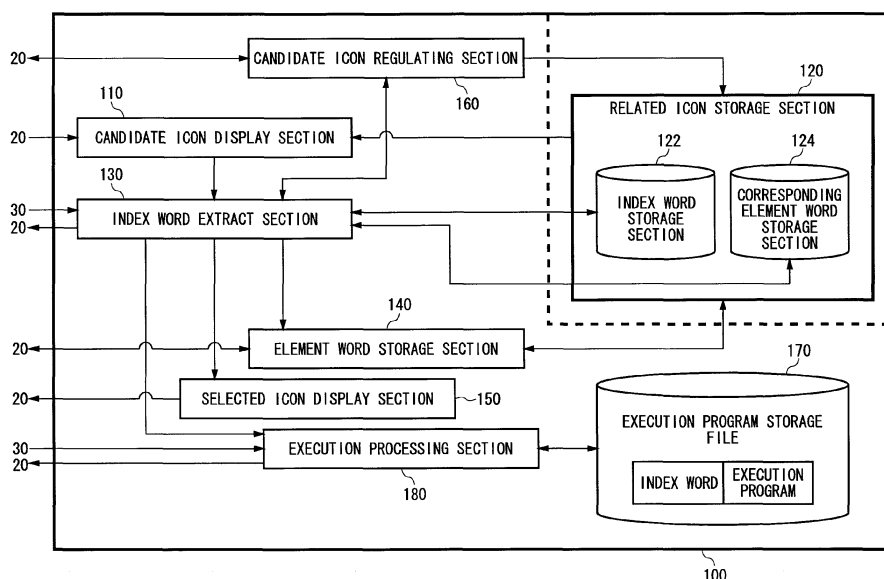 20
CANDIDATE ICON REGULATING SECTION
160
120
RELATED ICON STORAGE SECTION
110
20
CANDIDATE ICON DISPLAY SECTION
122
124
INDEX WORD
STORAGE
SECTION
CORRESPONDING
ELEMENT WORD
STORAGE
SECTION
130
30
20
INDEX WORD EXTRACT SECTION
140
20
ELEMENT WORD STORAGE SECTION
170
20
SELECTED ICON DISPLAY SECTION
150
EXECUTION PROGRAM STORAGE
FILE
30
20
EXECUTION PROCESSING SECTION
180
INDEX WORD
EXECUTION
PROGRAM
100